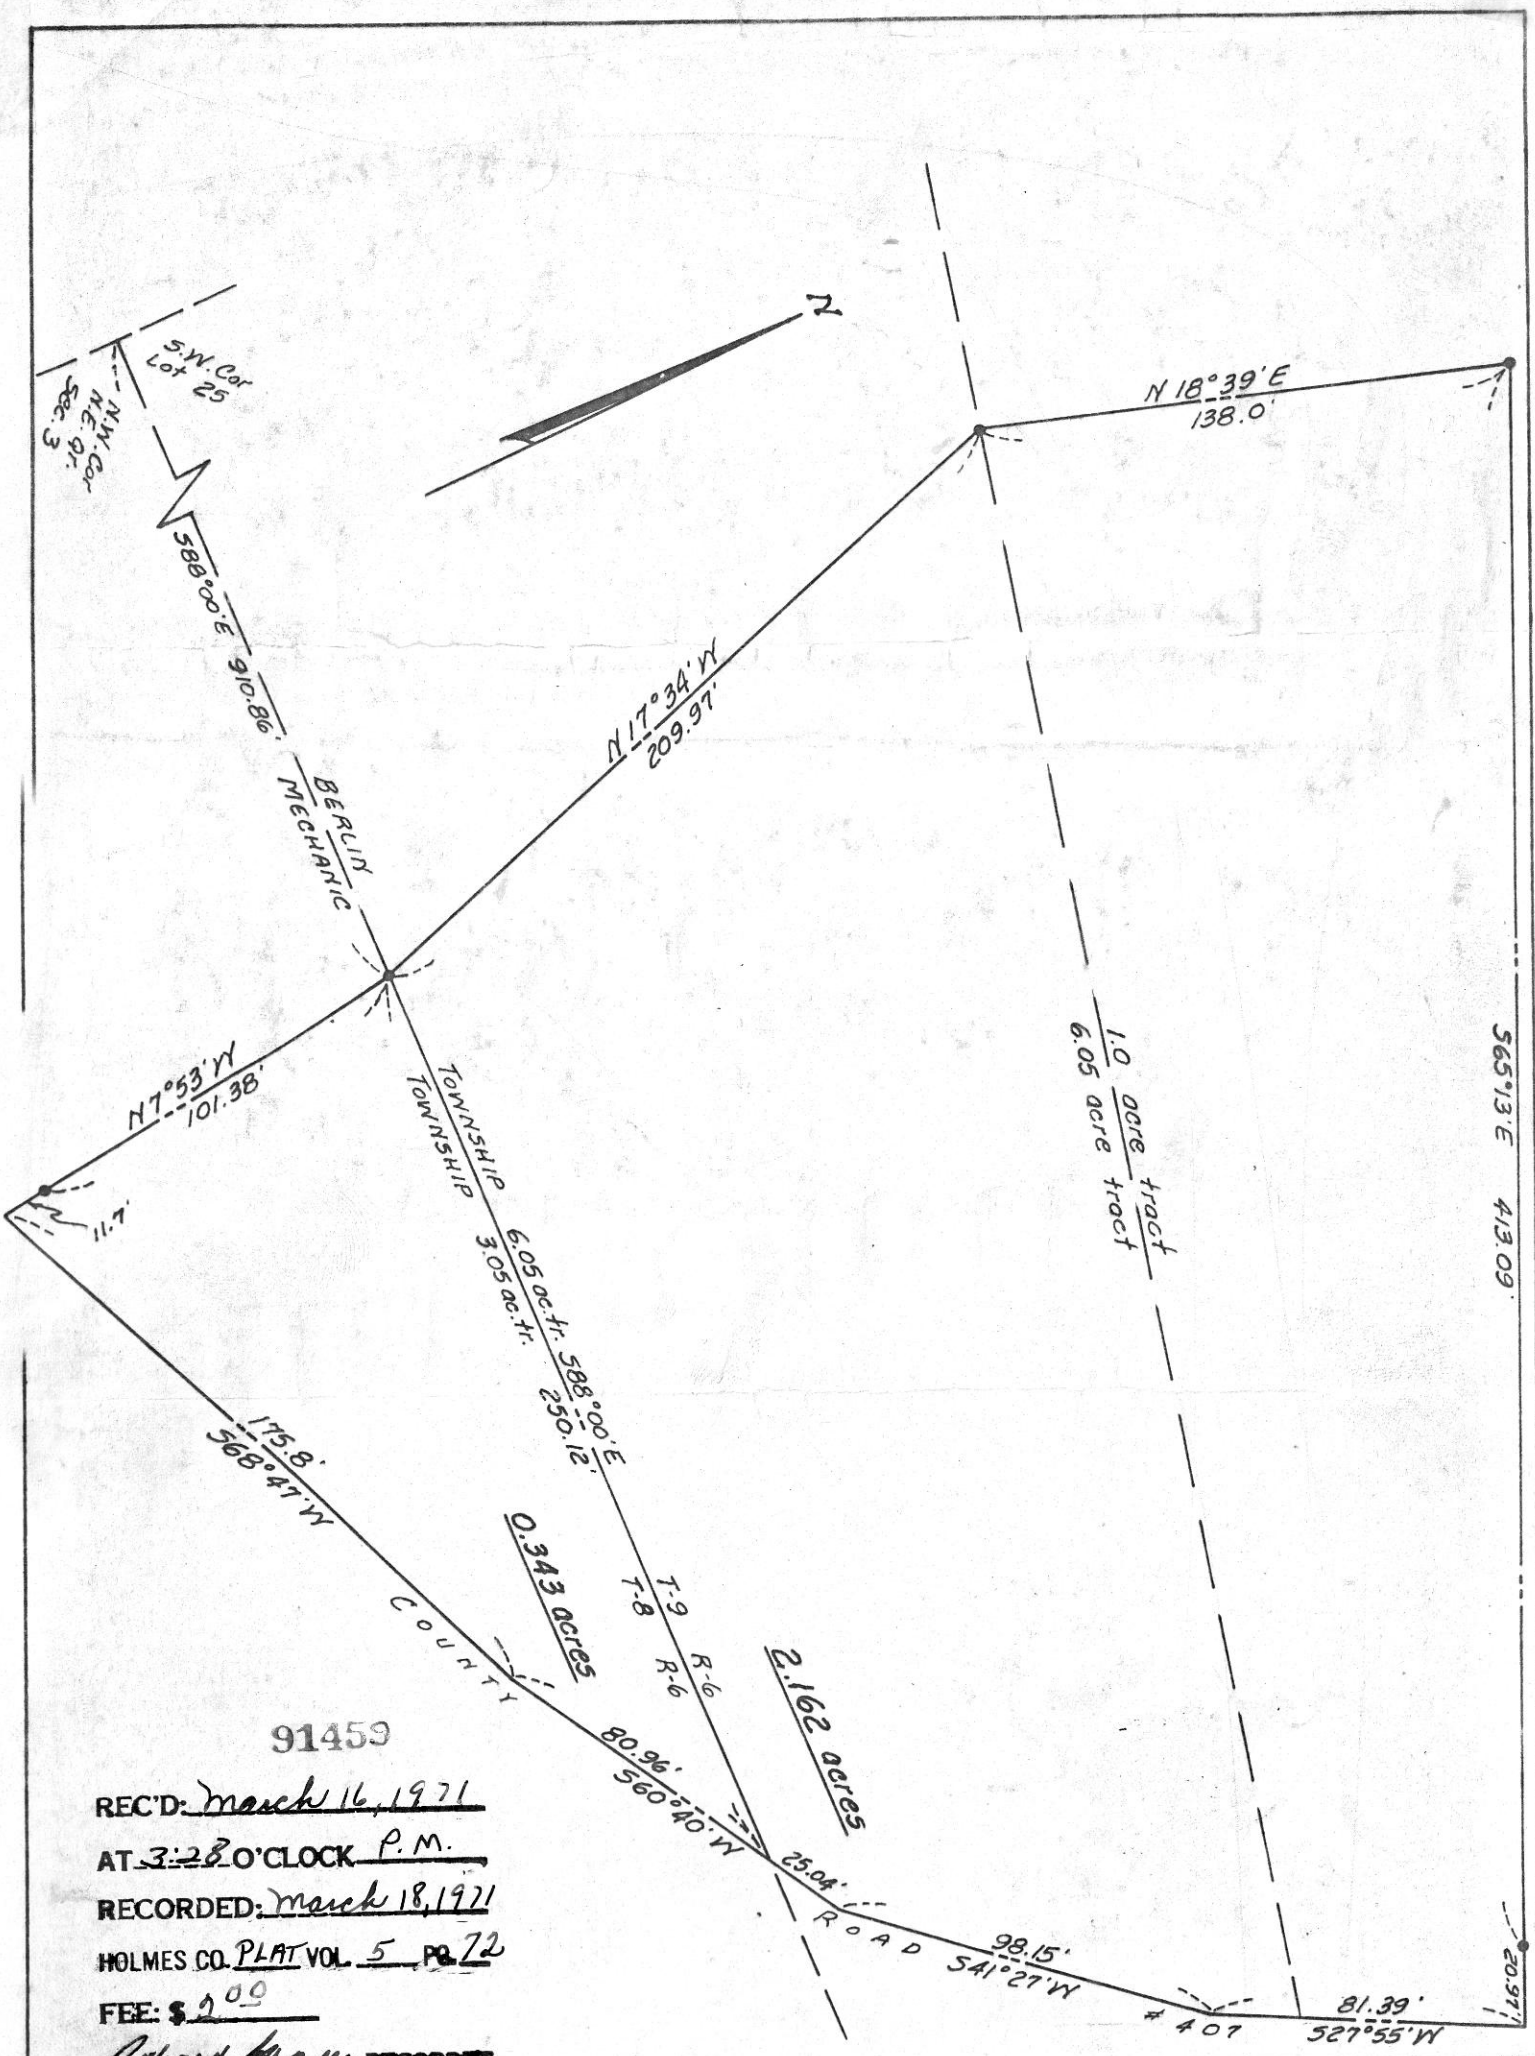 N
S.W. Cor
Lot 25
N.W. Cor
N.E. Qr.
Sec. 3
N 18°39' E
138.0'
S88°00'E 910.86'
N 17°34' W
209.97'
BERLIN
MECHANIC
S65°13'E 413.09'
1.0 acre tract
6.05 acre tract
N7°53'W
101.38'
11.7'
TOWNSHIP
TOWNSHIP
6.05 ac. tr. S88°00'E
3.05 ac. tr. 250.12'
175.8'
S68°47'W
0.343 acres
T-9 R-6
T-8 R-6
2.162 acres
COUNTY
80.96'
S60°40'W
25.04'
ROAD
98.15'
S41°27'W
# 407
81.39'
S27°55'W
20.97'
91459
REC'D: March 16, 1971
AT 3:28 O'CLOCK P.M.
RECORDED: March 18, 1971
HOLMES CO. PLAT VOL. 5 PG. 72
FEE: $ 2.00